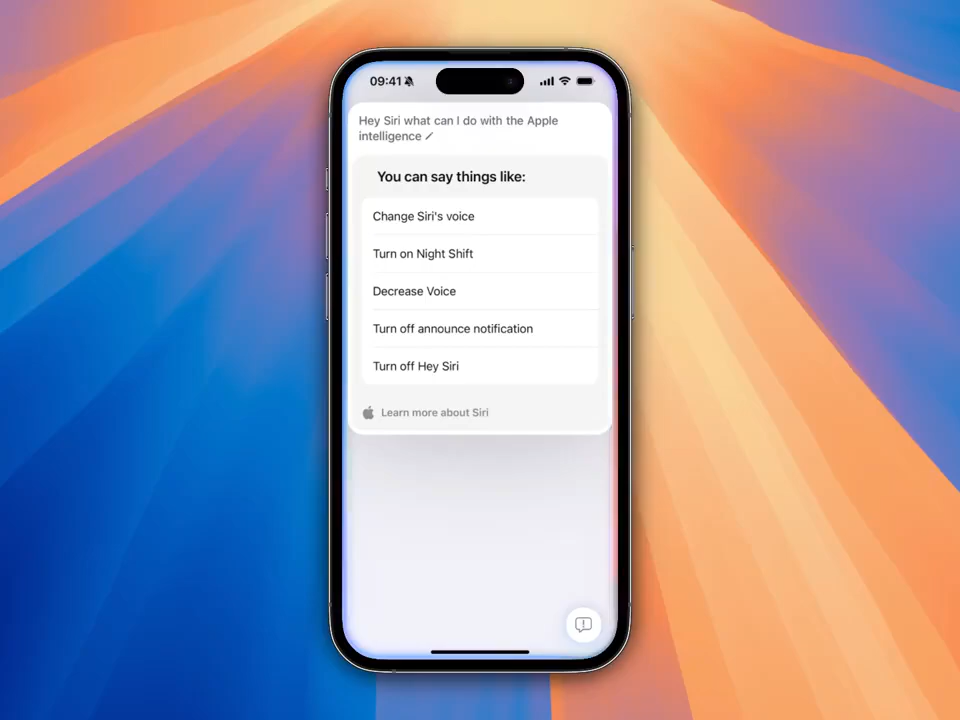 09:41
Hey Siri what can I do with the Apple
intelligence
You can say things like:
Change Siri's voice
Turn on Night Shift
Decrease Voice
Turn off announce notification
Turn off Hey Siri
Learn more about Siri